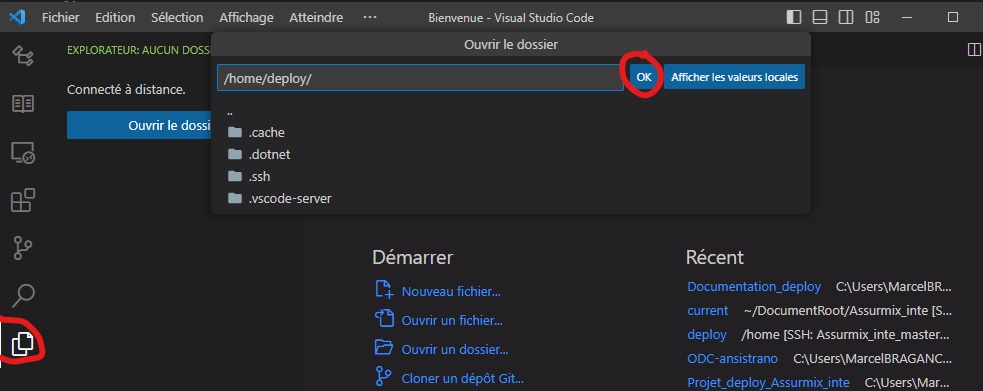 Fichier Edition Sélection Affichage Atteindre ··· Bienvenue - Visual Studio Code
Ouvrir le dossier
EXPLORATEUR: AUCUN DOSS
/home/deploy/ OK Afficher les valeurs locales
Connecté à distance.
Ouvrir le dossi
..
.cache
.dotnet
.ssh
.vscode-server
Démarrer
Nouveau fichier...
Ouvrir un fichier...
Ouvrir un dossier...
Cloner un dépôt Git...
Récent
Documentation_deploy C:\Users\MarcelBR...
current ~/DocumentRoot/Assurmix_inte [S...
deploy /home [SSH: Assurmix_inte_master...
ODC-ansistrano C:\Users\MarcelBRAGANC...
Projet_deploy_Assurmix_inte C:\Users\Marcel...